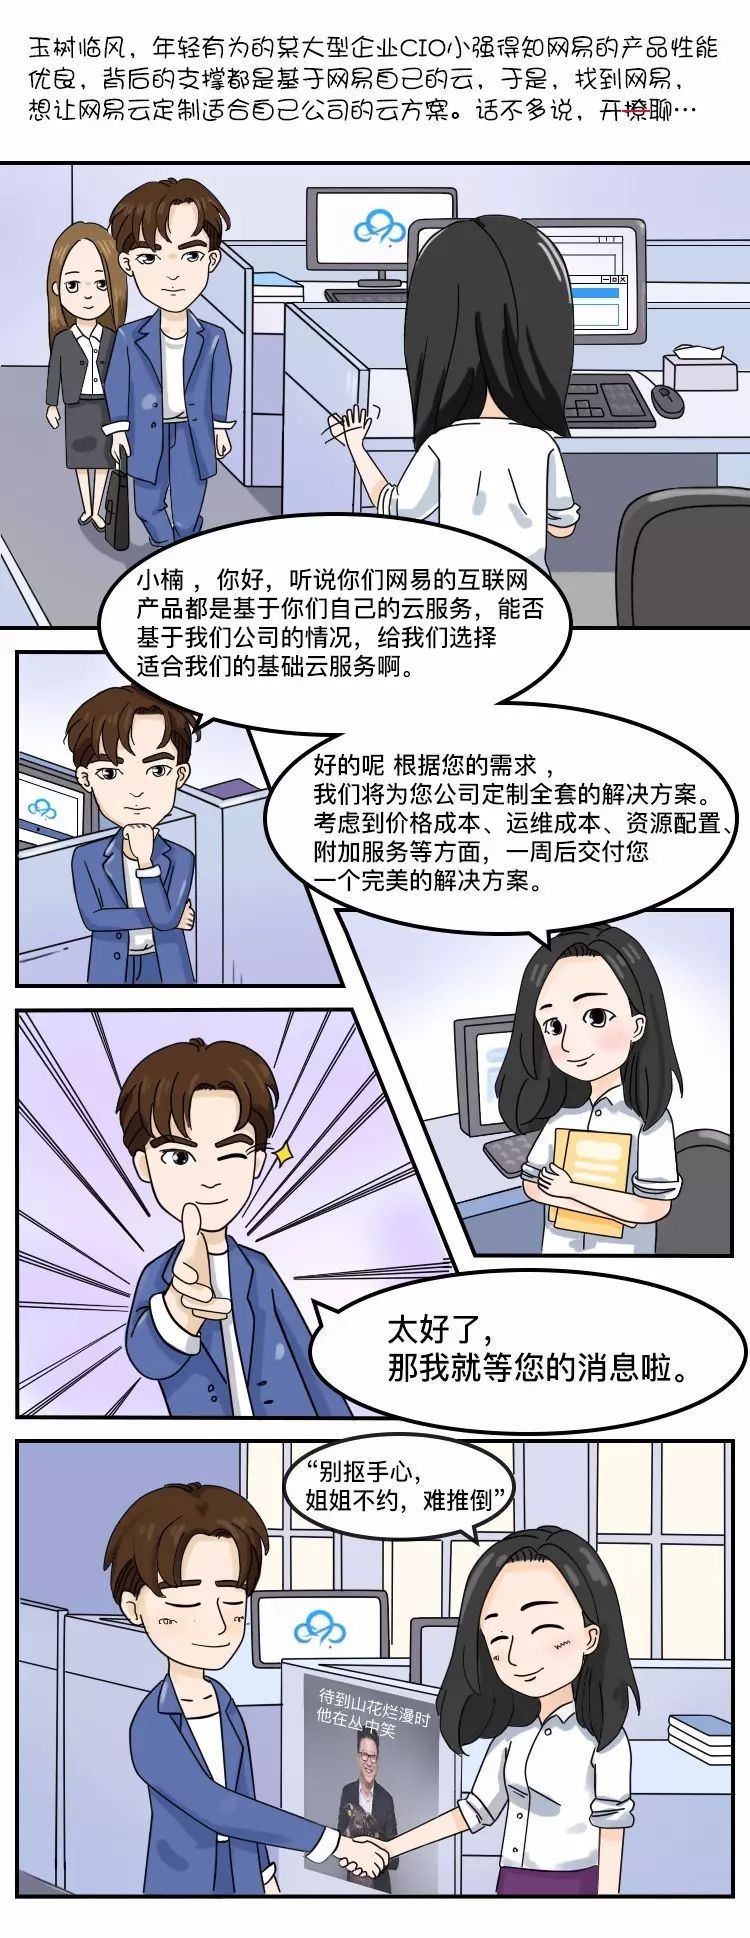 玉树临风，年轻有为的某大型企业CIO小强得知网易的产品性能
优良，背后的支撑都是基于网易自己的云，于是，找到网易，
想让网易云定制适合自己公司的云方案。话不多说，开撩聊…
小楠 ，你好，听说你们网易的互联网
产品都是基于你们自己的云服务，能否
基于我们公司的情况，给我们选择
适合我们的基础云服务啊。
好的呢 根据您的需求 ，
我们将为您公司定制全套的解决方案。
考虑到价格成本、运维成本、资源配置、
附加服务等方面，一周后交付您
一个完美的解决方案。
太好了，
那我就等您的消息啦。
“别抠手心，
姐姐不约，难推倒”
待到山花烂漫时
他在丛中笑